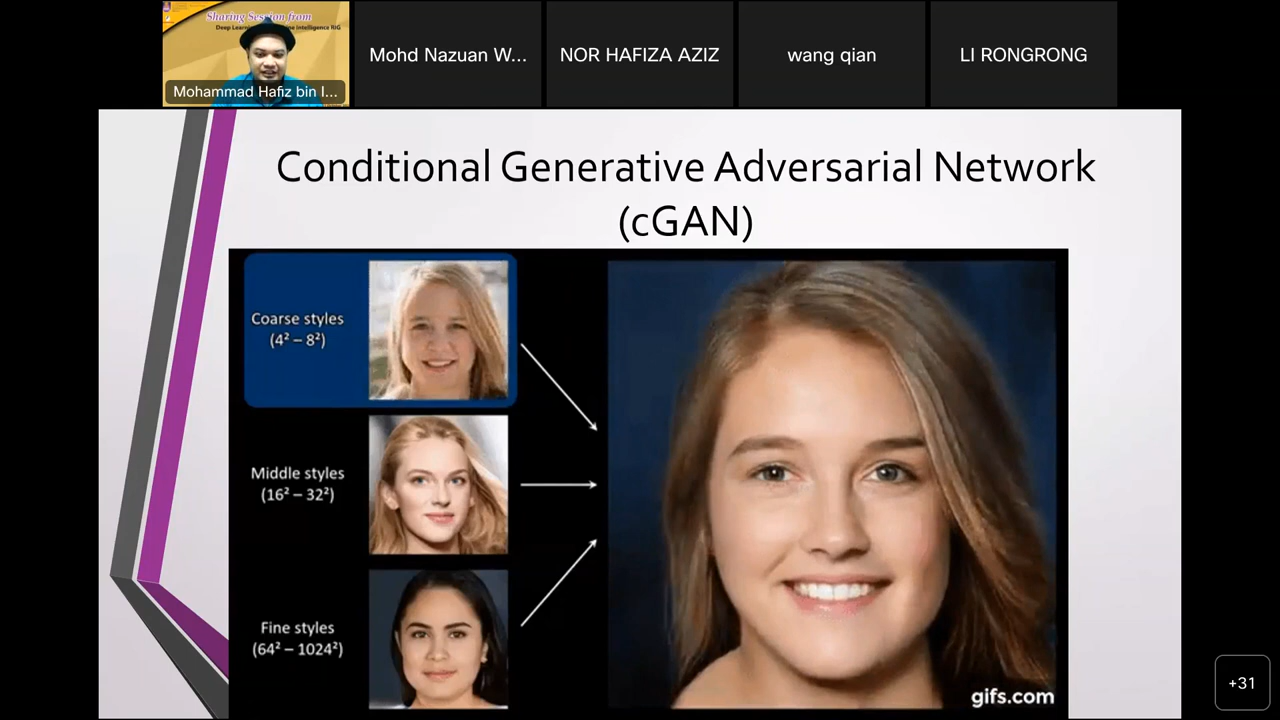 Sharing Session from
Mohammad Hafiz bin I...
Mohd Nazuan W...
NOR HAFIZA AZIZ
wang qian
LI RONGRONG
Conditional Generative Adversarial Network
(cGAN)
Coarse styles
(4² – 8²)
Middle styles
(16² – 32²)
Fine styles
(64² – 1024²)
gifs.com
+31